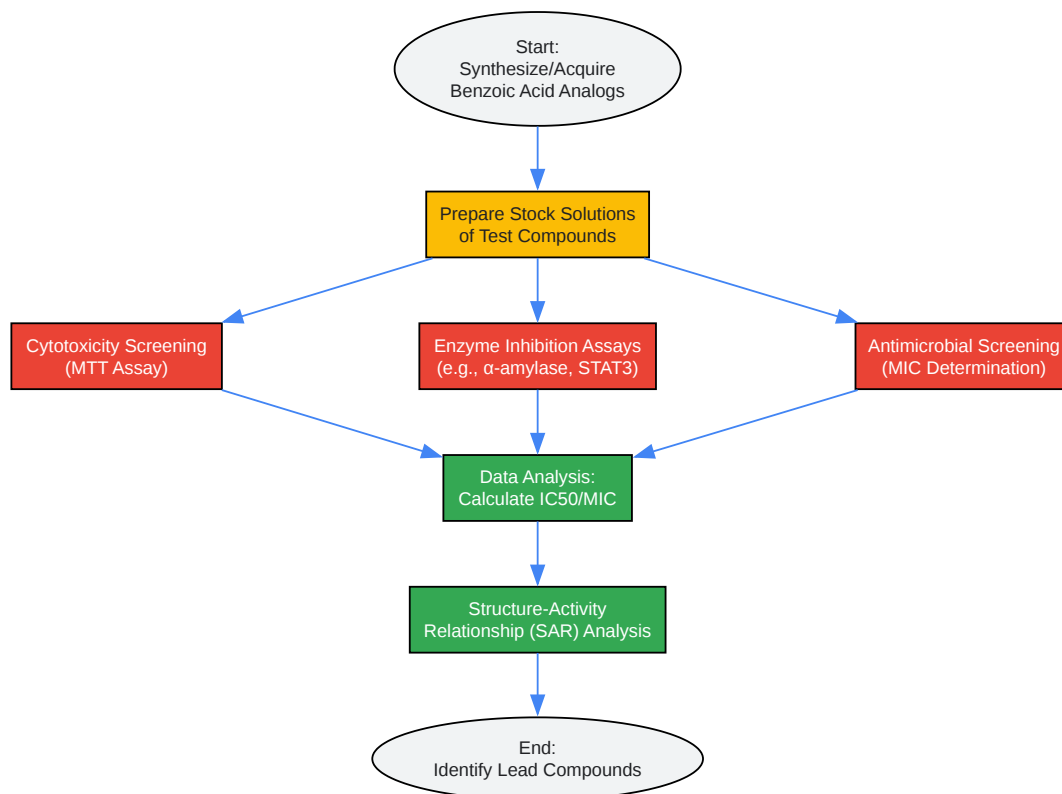 Start:
Synthesize/Acquire
Benzoic Acid Analogs
Prepare Stock Solutions
of Test Compounds
Cytotoxicity Screening
(MTT Assay)
Enzyme Inhibition Assays
(e.g., α-amylase, STAT3)
Antimicrobial Screening
(MIC Determination)
Data Analysis:
Calculate IC50/MIC
Structure-Activity
Relationship (SAR) Analysis
End:
Identify Lead Compounds